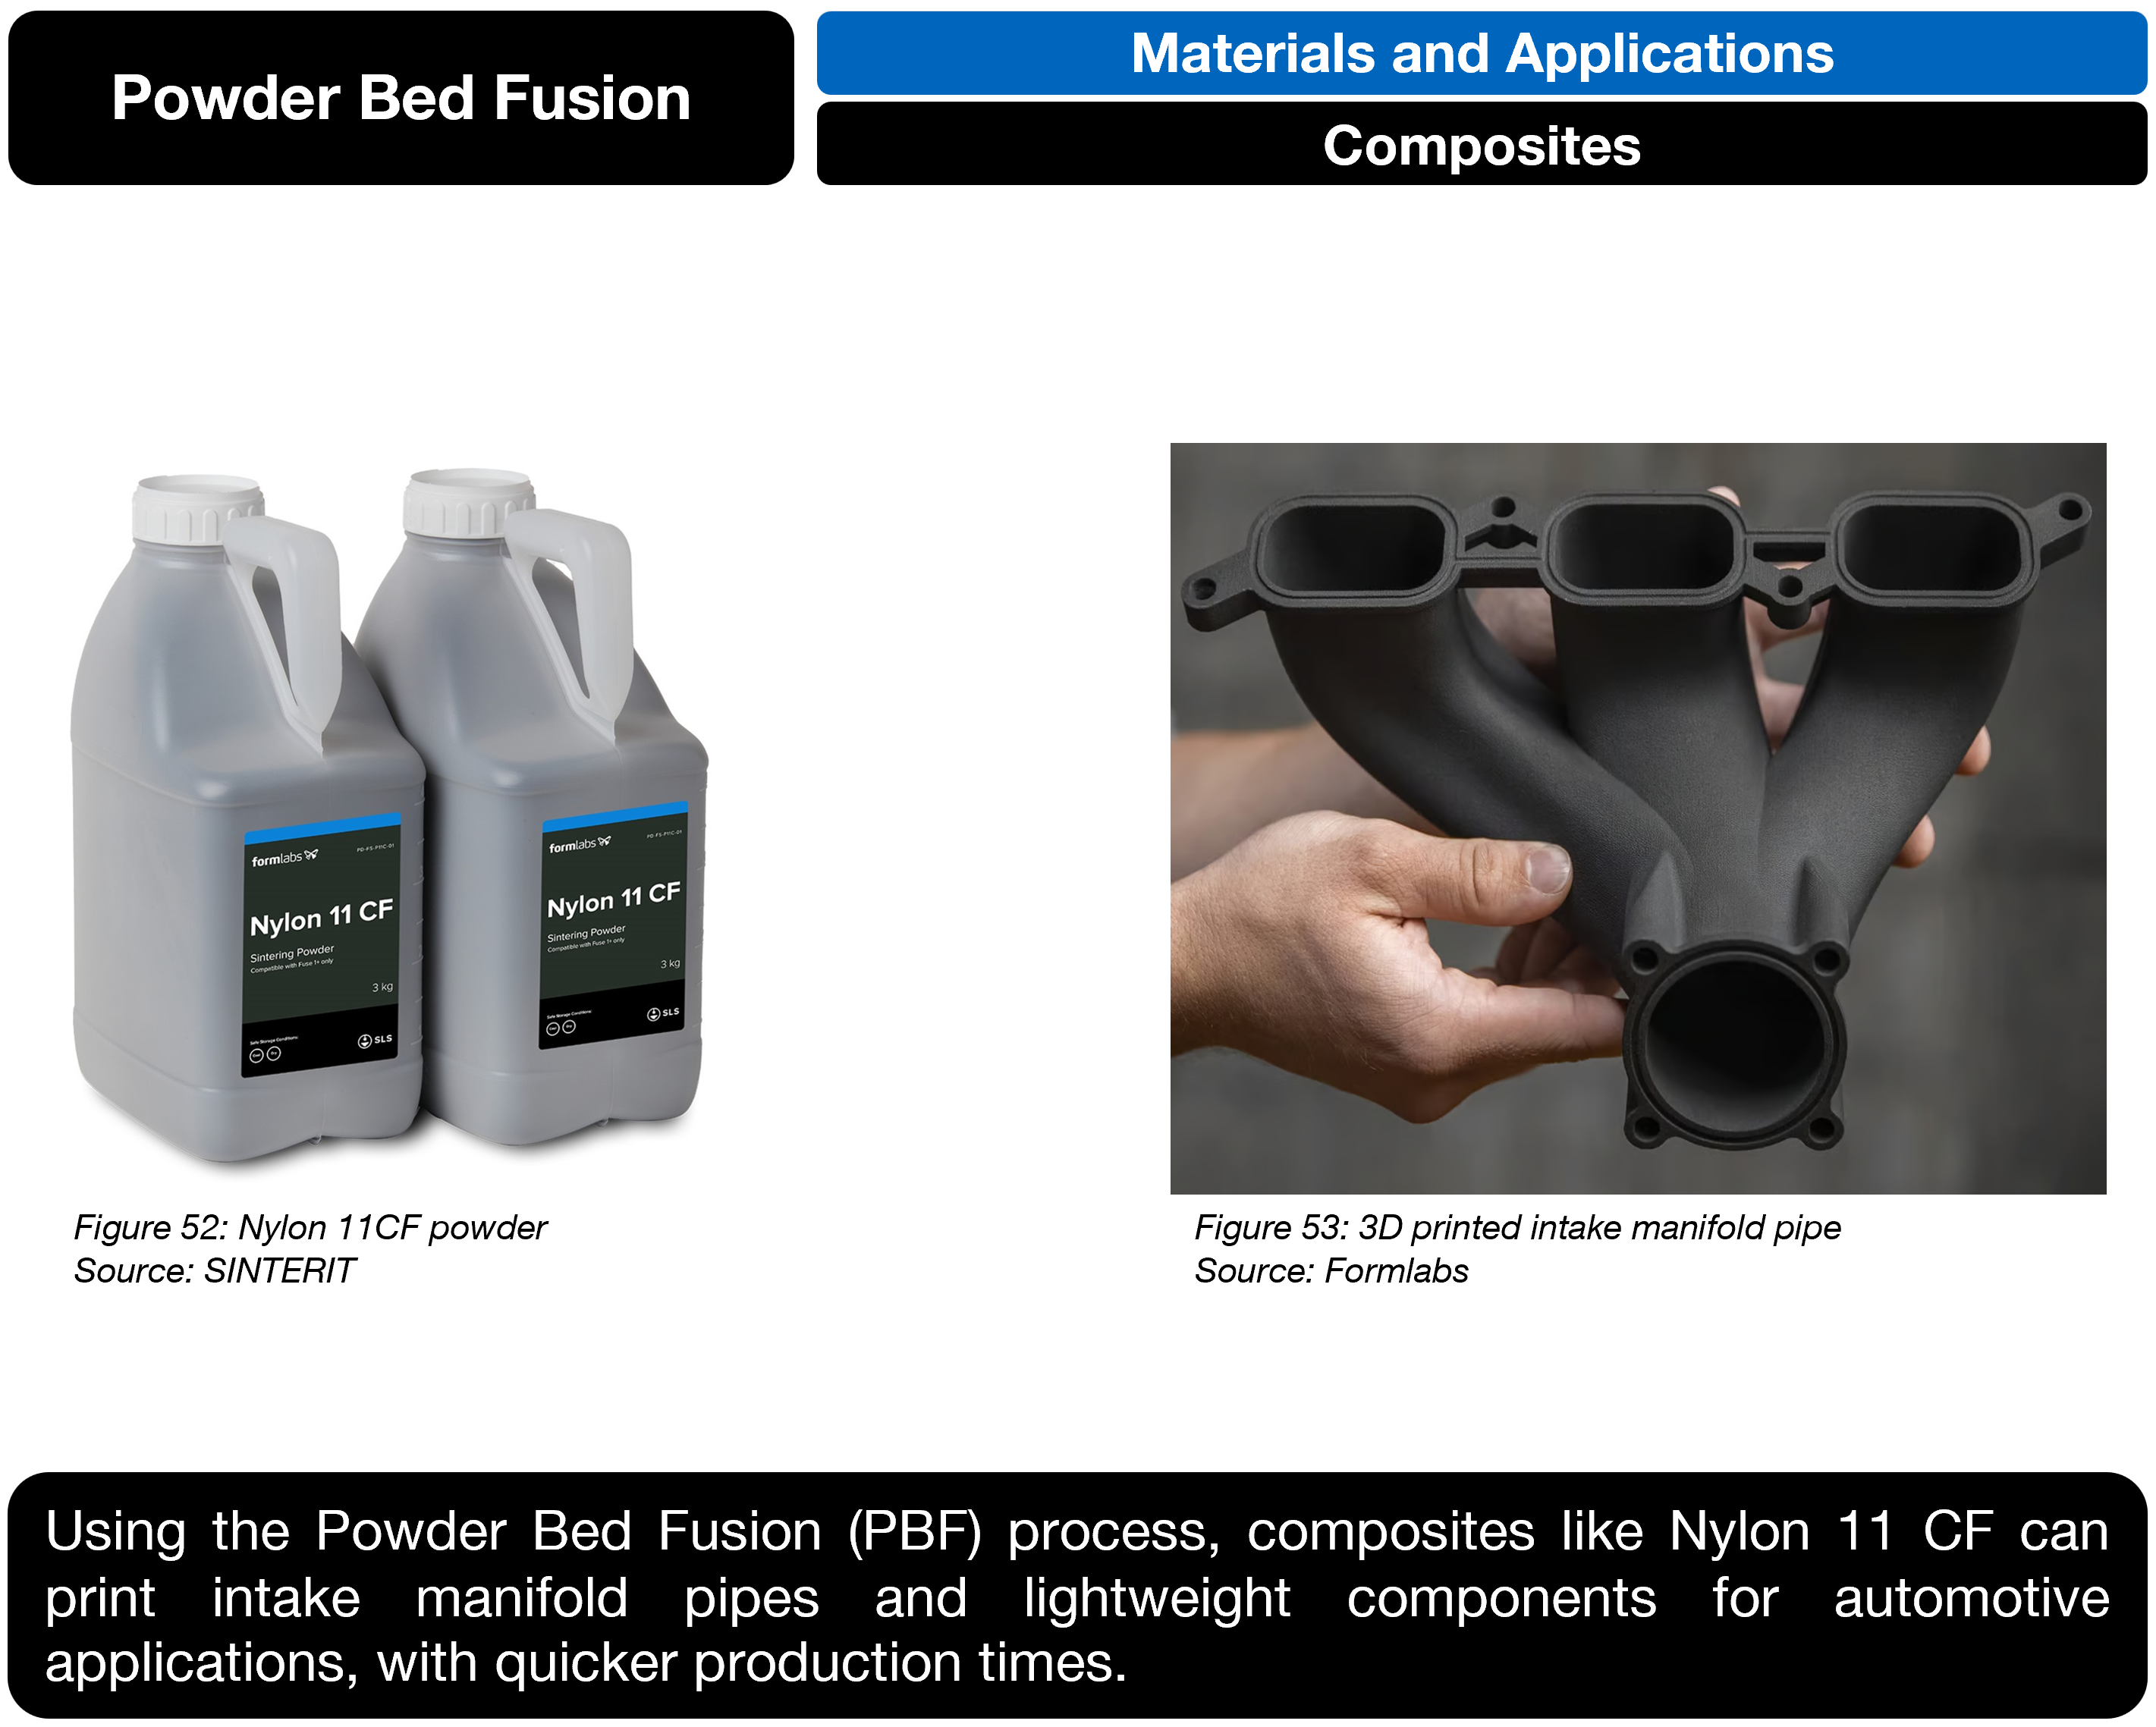 Powder Bed Fusion
Materials and Applications
Composites
formlabs
PD-FS-P11C-01
Nylon 11 CF
Sintering Powder
Compatible with Fuse 1+ only
3 kg
Safe Storage Conditions:
SLS
formlabs
PD-FS-P11C-01
Nylon 11 CF
Sintering Powder
Compatible with Fuse 1+ only
3 kg
Safe Storage Conditions:
SLS
Figure 52: Nylon 11CF powder
Source: SINTERIT
Figure 53: 3D printed intake manifold pipe
Source: Formlabs
Using the Powder Bed Fusion (PBF) process, composites like Nylon 11 CF can
print intake manifold pipes and lightweight components for automotive
applications, with quicker production times.